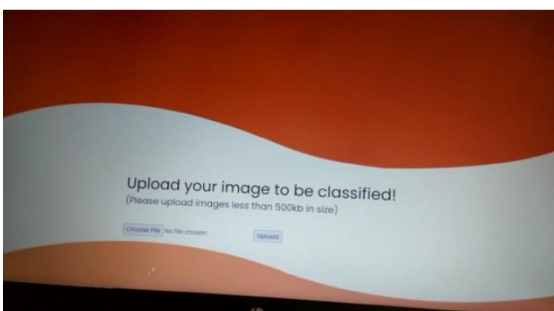 Upload your image to be classified!
(Please upload images less than 500kb in size)
Choose File No file chosen Upload